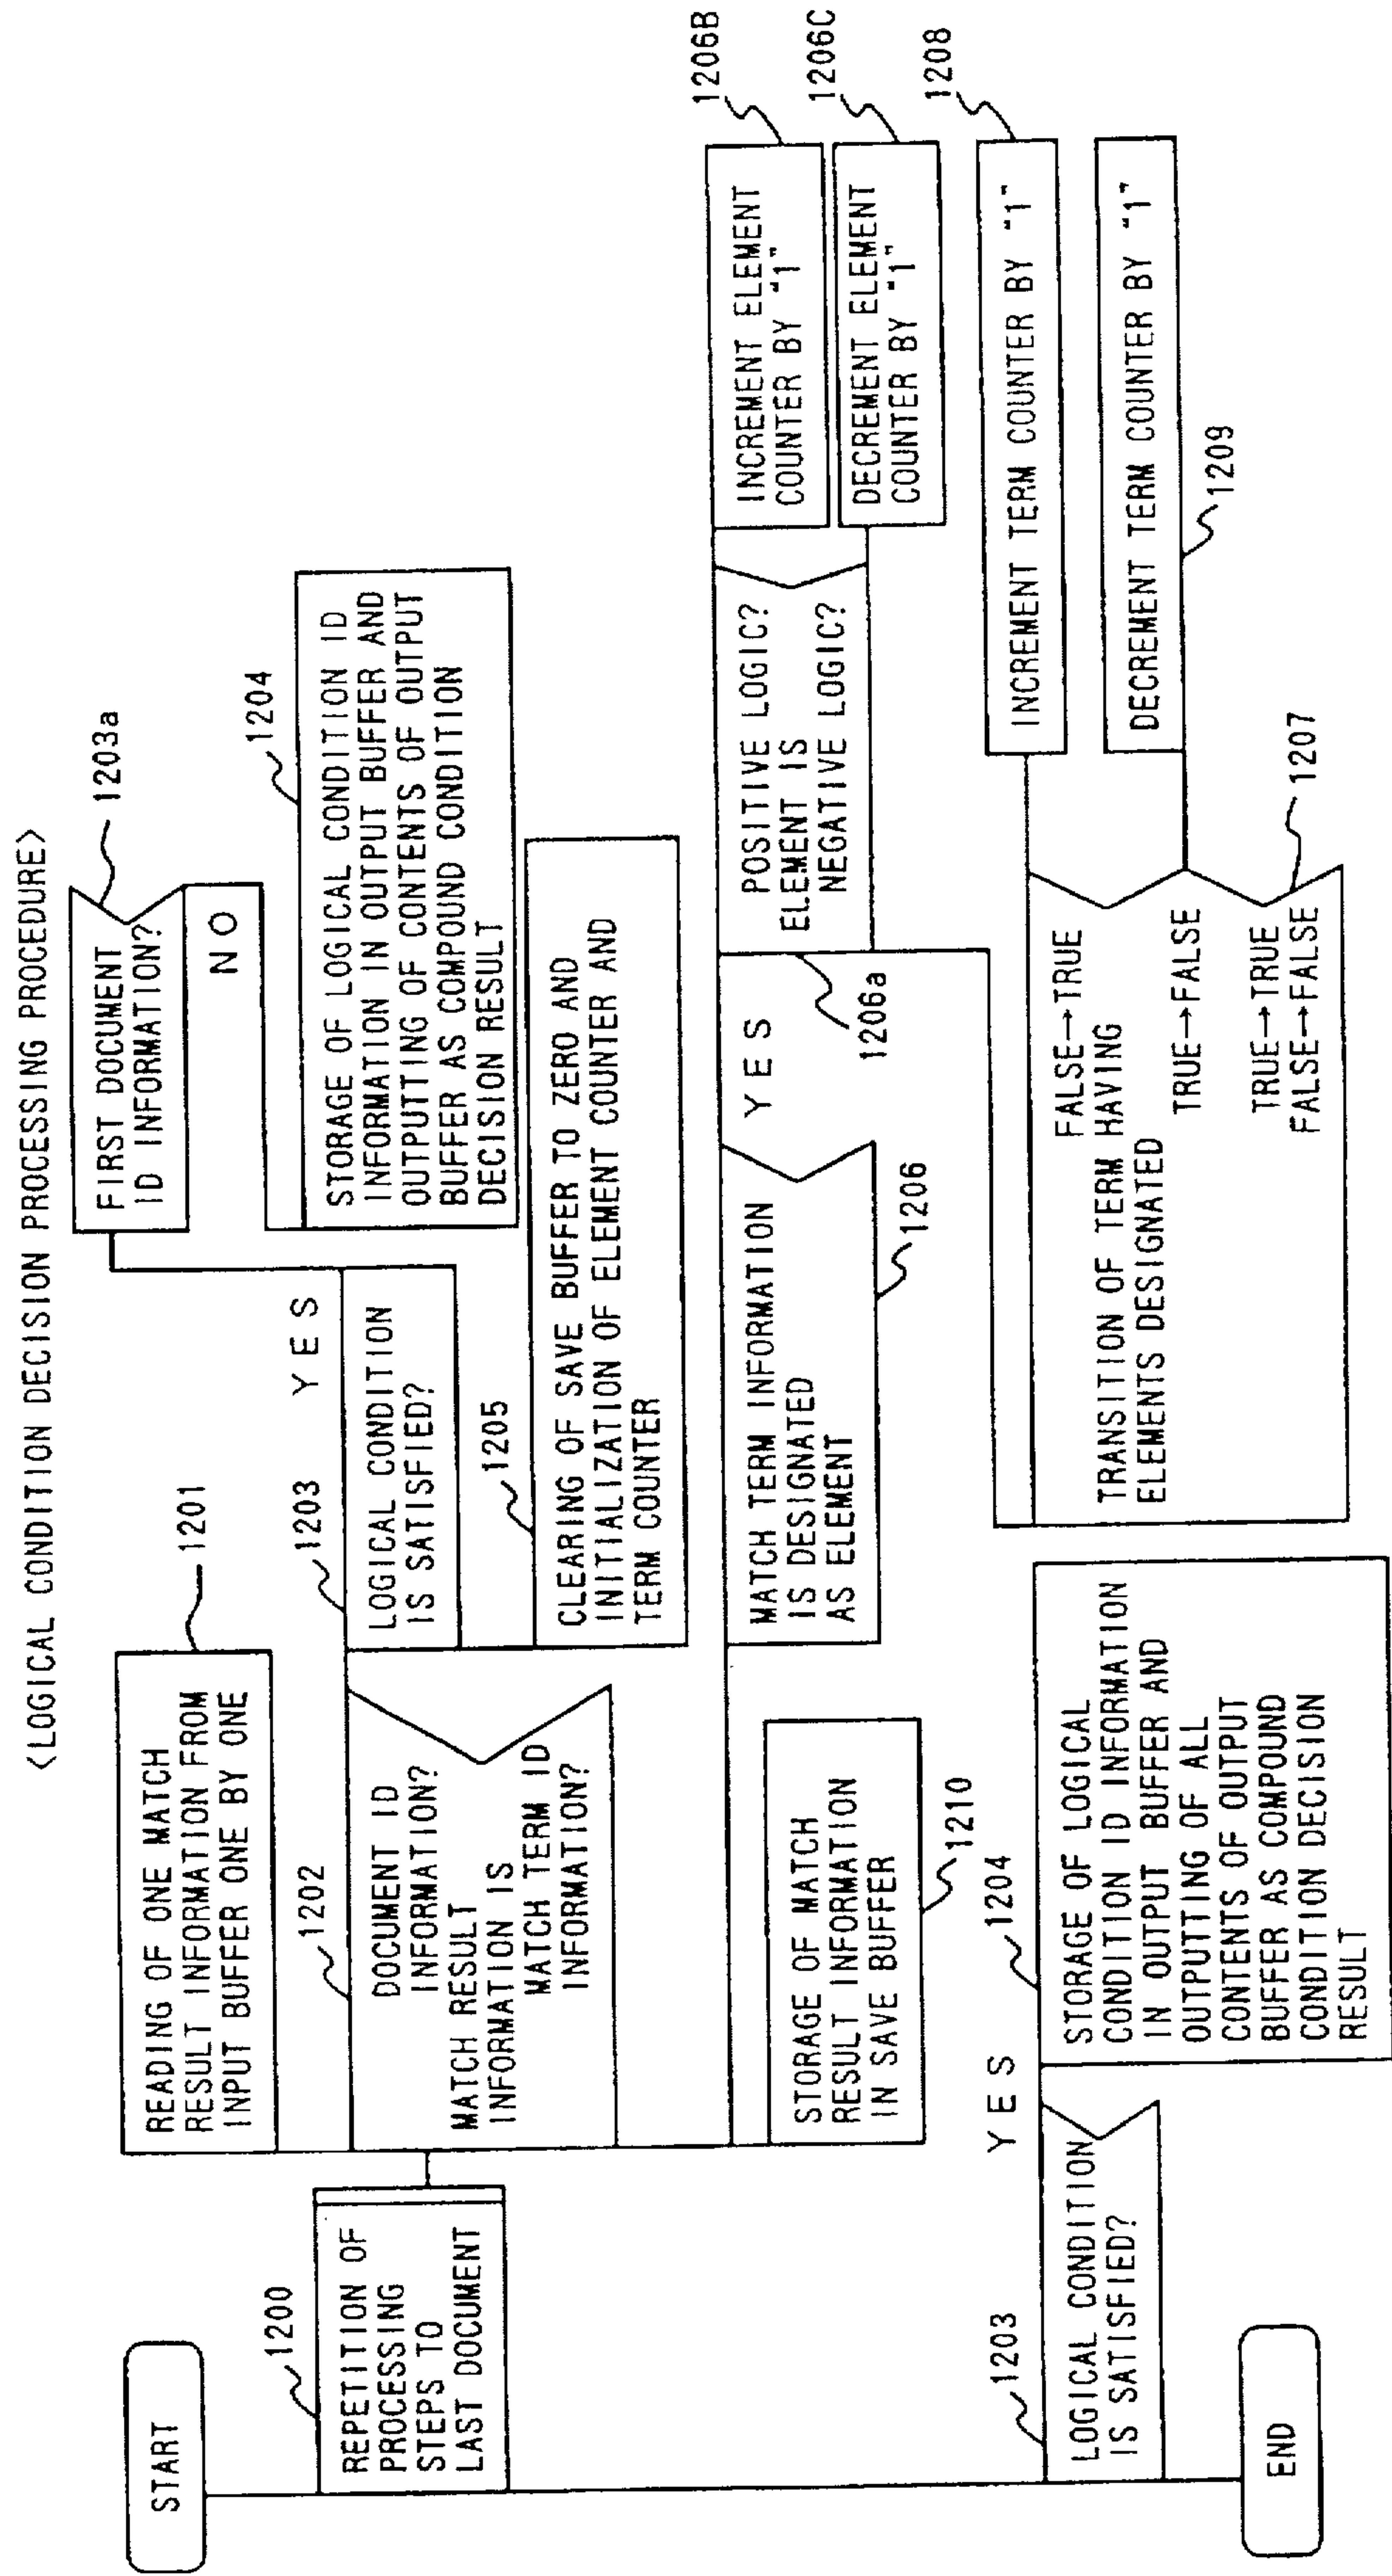 <LOGICAL CONDITION DECISION PROCESSING PROCEDURE>
START
1200
REPETITION OF
PROCESSING
STEPS TO
LAST DOCUMENT
1201
READING OF ONE MATCH
RESULT INFORMATION FROM
INPUT BUFFER ONE BY ONE
1202
DOCUMENT ID
INFORMATION?
MATCH RESULT
INFORMATION IS
MATCH TERM ID
INFORMATION?
1203
YES
LOGICAL CONDITION
IS SATISFIED?
1203a
FIRST DOCUMENT
ID INFORMATION?
NO
1204
STORAGE OF LOGICAL CONDITION ID
INFORMATION IN OUTPUT BUFFER AND
OUTPUTING OF CONTENTS OF OUTPUT
BUFFER AS COMPOUND CONDITION
DECISION RESULT
1205
CLEARING OF SAVE BUFFER TO ZERO AND
INITIALIZATION OF ELEMENT COUNTER AND
TERM COUNTER
MATCH TERM INFORMATION
IS DESIGNATED
AS ELEMENT
1206
YES
1206a
POSITIVE LOGIC?
ELEMENT IS
NEGATIVE LOGIC?
1206B
INCREMENT ELEMENT
COUNTER BY "1"
1206C
DECREMENT ELEMENT
COUNTER BY "1"
FALSE→TRUE
TRANSITION OF TERM HAVING
ELEMENTS DESIGNATED
TRUE→FALSE
TRUE→TRUE
FALSE→FALSE
1207
1208
INCREMENT TERM COUNTER BY "1"
DECREMENT TERM COUNTER BY "1"
1209
STORAGE OF MATCH
RESULT INFORMATION
IN SAVE BUFFER
1210
1203
YES
LOGICAL CONDITION
IS SATISFIED?
1204
STORAGE OF LOGICAL
CONDITION ID INFORMATION
IN OUTPUT BUFFER AND
OUTPUTTING OF ALL
CONTENTS OF OUTPUT
BUFFER AS COMPOUND
CONDITION DECISION
RESULT
END